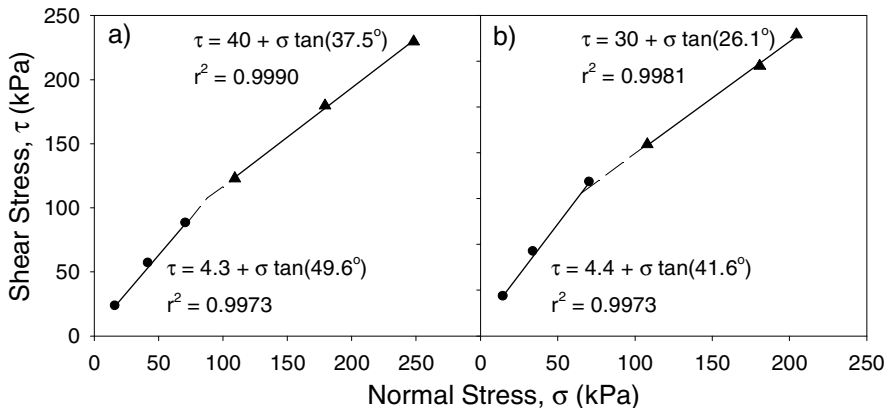 a)
τ = 40 + σ tan(37.5°)
r² = 0.9990
τ = 4.3 + σ tan(49.6°)
r² = 0.9973
b)
τ = 30 + σ tan(26.1°)
r² = 0.9981
τ = 4.4 + σ tan(41.6°)
r² = 0.9973
Shear Stress, τ (kPa)
250
200
150
100
50
0
0 50 100 150 200 250
0 50 100 150 200 250
Normal Stress, σ (kPa)